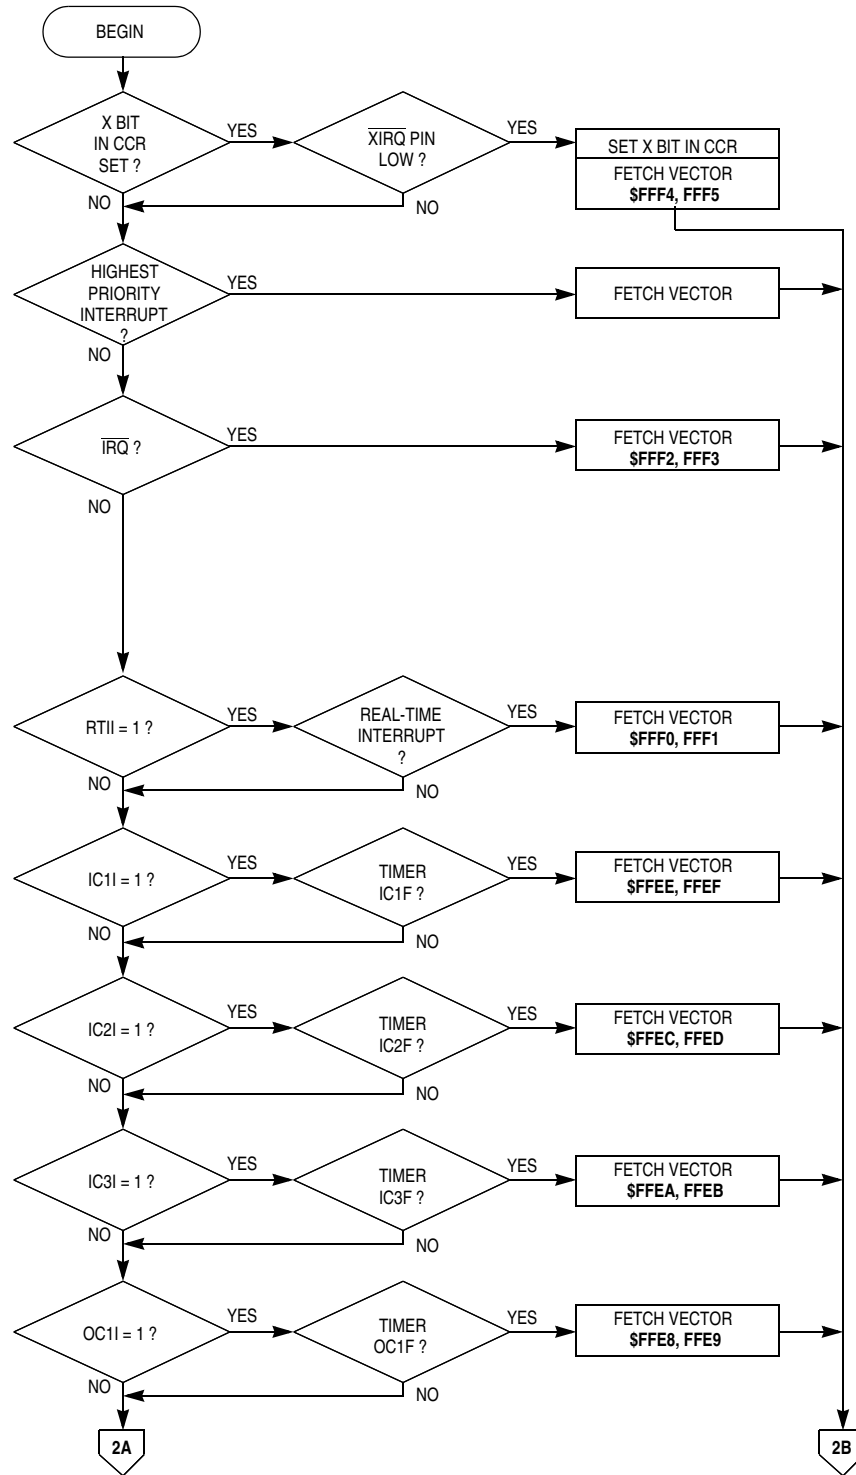 BEGIN
X BIT
IN CCR
SET ?
YES
XIRQ PIN
LOW ?
YES
SET X BIT IN CCR
FETCH VECTOR
$FFF4, FFF5
NO
NO
HIGHEST
PRIORITY
INTERRUPT
?
YES
FETCH VECTOR
NO
IRQ ?
YES
FETCH VECTOR
$FFF2, FFF3
NO
RTII = 1 ?
YES
REAL-TIME
INTERRUPT
?
YES
FETCH VECTOR
$FFF0, FFF1
NO
NO
IC1I = 1 ?
YES
TIMER
IC1F ?
YES
FETCH VECTOR
$FFEE, FFEF
NO
NO
IC2I = 1 ?
YES
TIMER
IC2F ?
YES
FETCH VECTOR
$FFEC, FFED
NO
NO
IC3I = 1 ?
YES
TIMER
IC3F ?
YES
FETCH VECTOR
$FFEA, FFEB
NO
NO
OC1I = 1 ?
YES
TIMER
OC1F ?
YES
FETCH VECTOR
$FFE8, FFE9
NO
NO
2A
2B